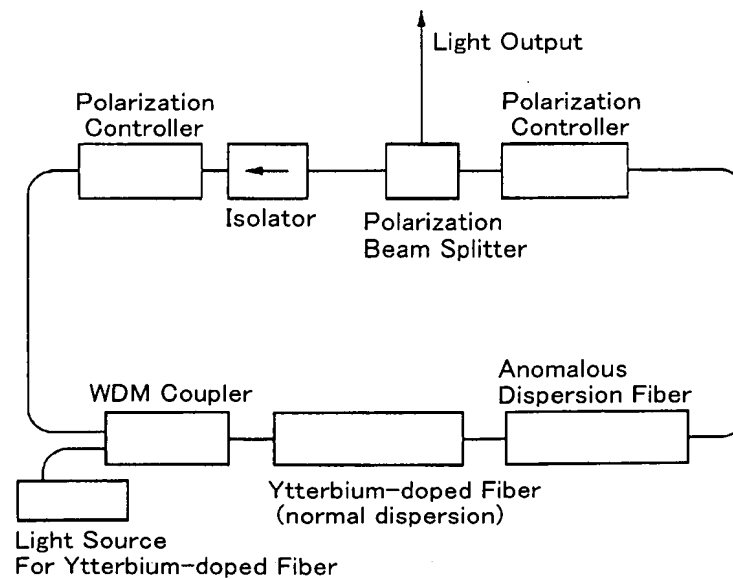 Light Output
Polarization
Controller
Polarization
Controller
Isolator
Polarization
Beam Splitter
WDM Coupler
Anomalous
Dispersion Fiber
Ytterbium-doped Fiber
(normal dispersion)
Light Source
For Ytterbium-doped Fiber